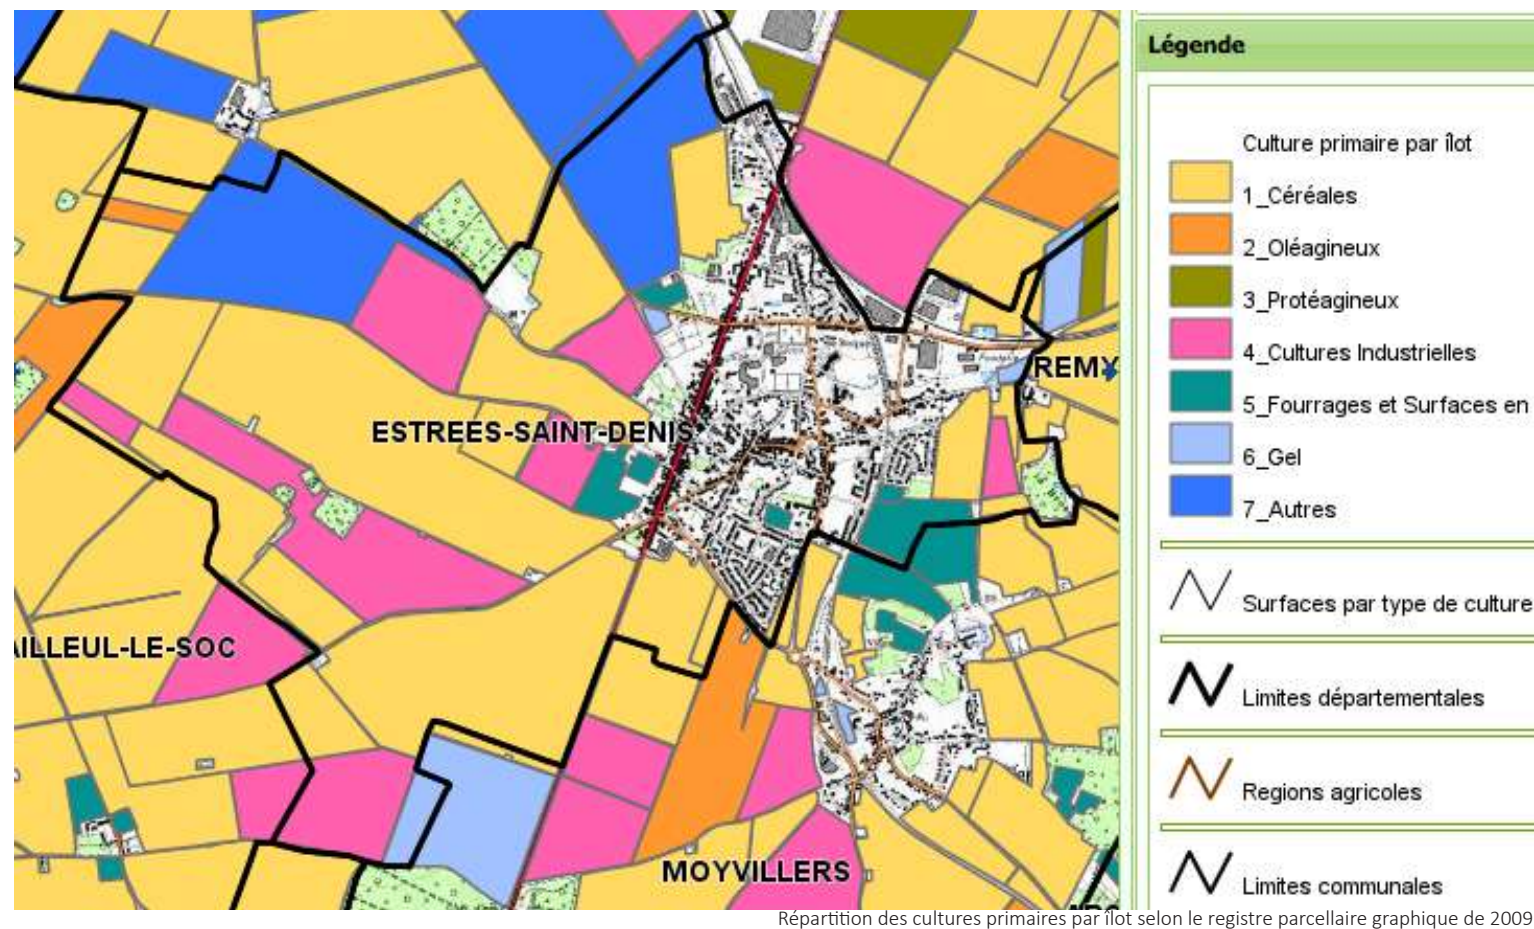 Légende
Culture primaire par îlot
1_Céréales
2_Oléagineux
3_Protéagineux
4_Cultures Industrielles
5_Fourrages et Surfaces en
6_Gel
7_Autres
Surfaces par type de culture
Limites départementales
Regions agricoles
Limites communales
REMY
ESTREES-SAINT-DENIS
AILLEUL-LE-SOC
MOYVILLERS
Répartition des cultures primaires par îlot selon le registre parcellaire graphique de 2009